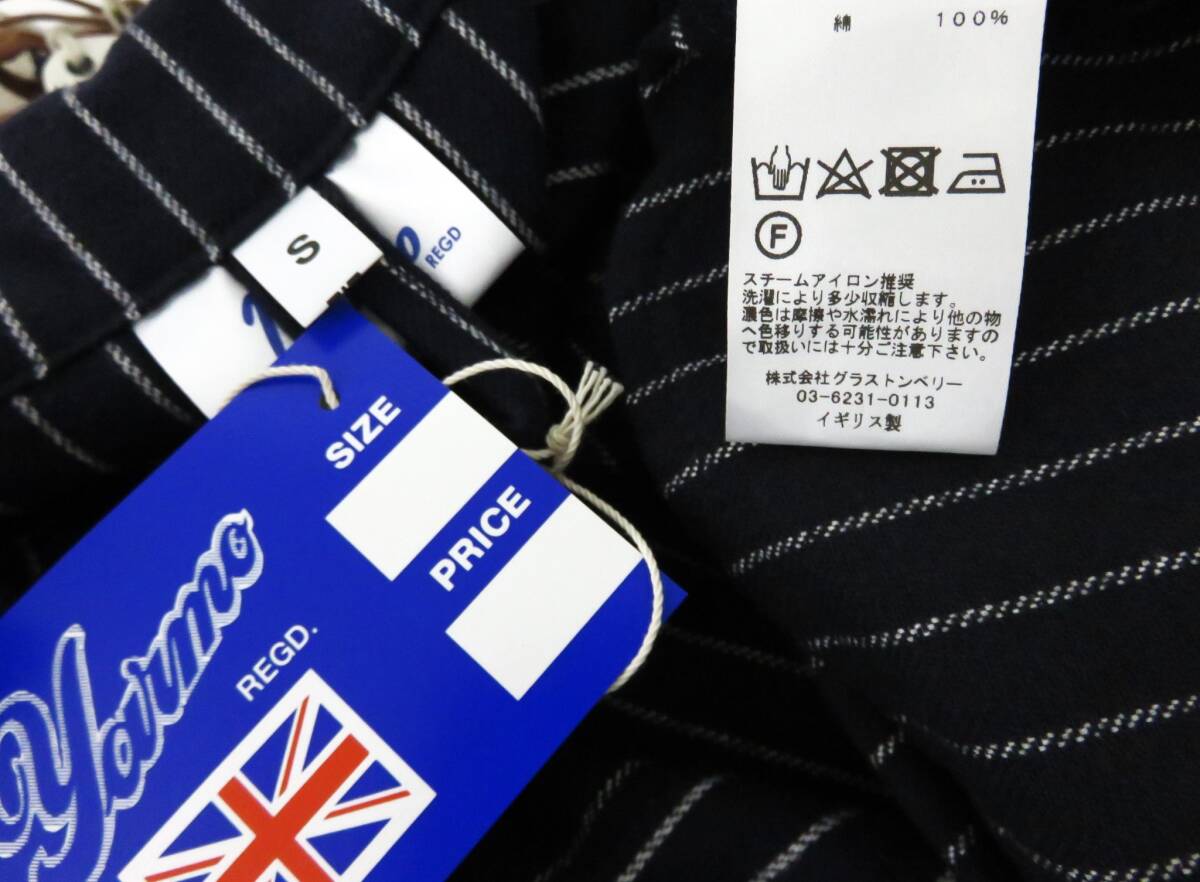 綿 100%
F
スチームアイロン推奨
洗濯により多少収縮します。
濃色は摩擦や水濡れにより他の物
へ色移りする可能性がありますの
で取扱いには十分ご注意下さい。
株式会社グラストンベリー
03-6231-0113
イギリス製
S
REGD
SIZE
PRICE
Yarmo
REGD.